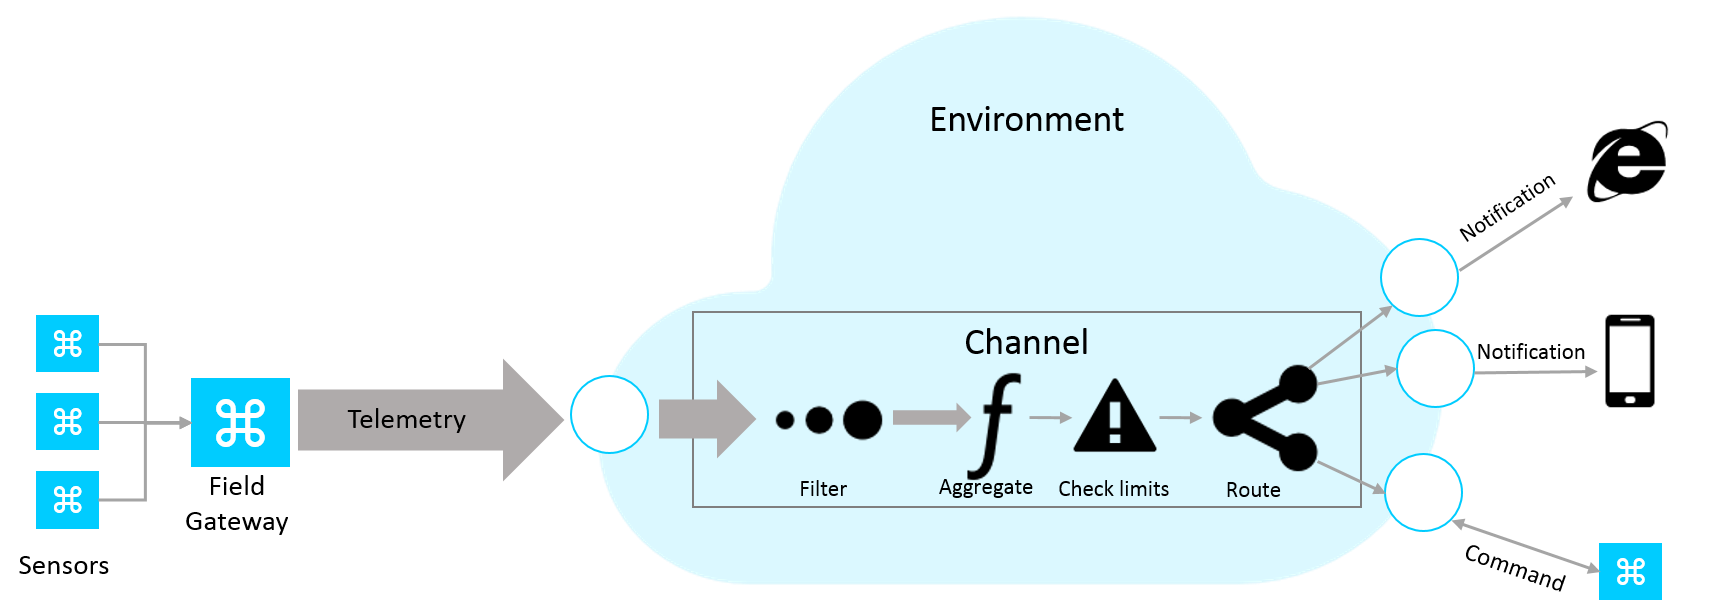 Environment
Notification
Channel
Notification
Telemetry
Filter
Aggregate
Check limits
Route
Field
Gateway
Sensors
Command